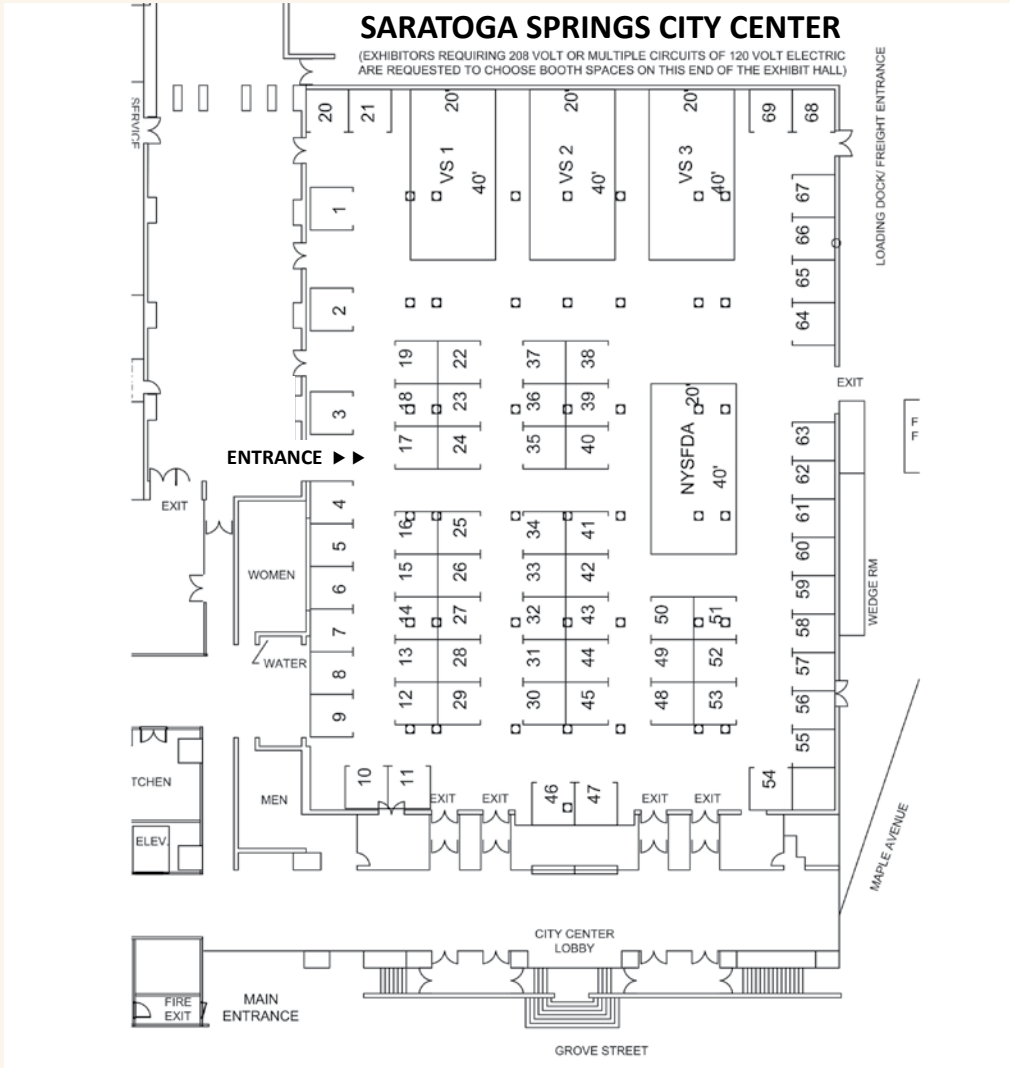 SARATOGA SPRINGS CITY CENTER
(EXHIBITORS REQUIRING 208 VOLT OR MULTIPLE CIRCUITS OF 120 VOLT ELECTRIC
ARE REQUESTED TO CHOOSE BOOTH SPACES ON THIS END OF THE EXHIBIT HALL)
SERVICE
LOADING DOCK/ FREIGHT ENTRANCE
20
21
VS 1
20'
40'
VS 2
20'
40'
VS 3
20'
40'
69
68
67
66
65
64
1
2
3
19
22
18
23
17
24
37
38
36
39
35
40
NYSFDA
20'
40'
EXIT
F
F
ENTRANCE
EXIT
63
62
61
60
59
58
57
56
55
WEDGE RM
4
5
6
7
8
9
WOMEN
WATER
16
25
15
26
14
27
13
28
12
29
34
41
33
42
32
43
31
44
30
45
50
51
49
52
48
53
10
11
EXIT
EXIT
46
47
EXIT
EXIT
54
TCHEN
MEN
ELEV.
MAPLE AVENUE
CITY CENTER
LOBBY
FIRE
EXIT
MAIN
ENTRANCE
GROVE STREET